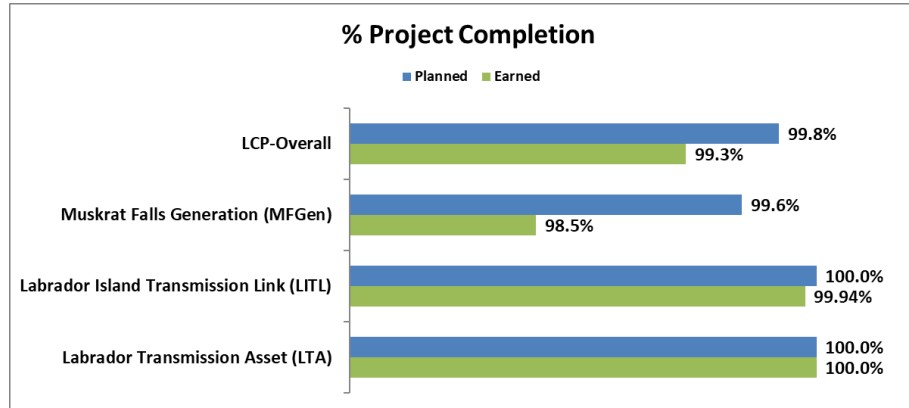 % Project Completion
Planned Earned
LCP-Overall
99.8%
99.3%
Muskrat Falls Generation (MFGen)
99.6%
98.5%
Labrador Island Transmission Link (LITL)
100.0%
99.94%
Labrador Transmission Asset (LTA)
100.0%
100.0%